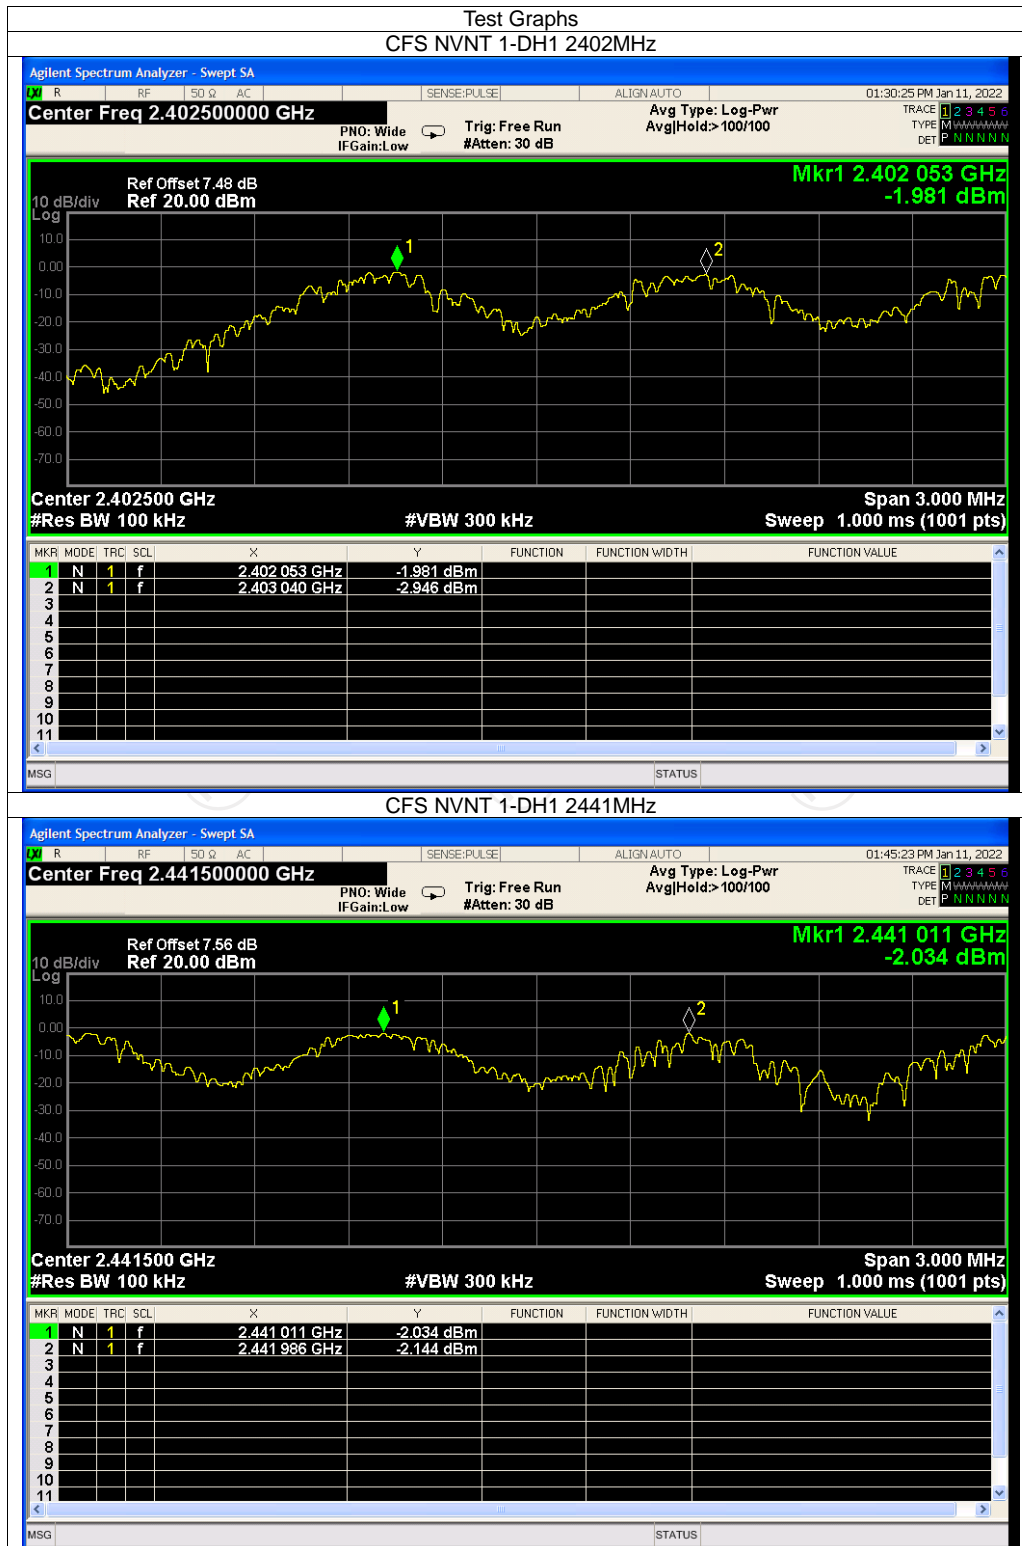 Test Graphs
CFS NVNT 1-DH1 2402MHz
Agilent Spectrum Analyzer - Swept SA
LXI R RF 50 Ω AC SENSE:PULSE ALIGN AUTO 01:30:25 PM Jan 11, 2022
Center Freq 2.402500000 GHz Avg Type: Log-Pwr TRACE 1 2 3 4 5 6
PNO: Wide Trig: Free Run Avg|Hold:>100/100 TYPE M
IFGain:Low #Atten: 30 dB DET P N N N N N
Mkr1 2.402 053 GHz
Ref Offset 7.48 dB
10 dB/div Ref 20.00 dBm -1.981 dBm
Log
10.0
1
2
0.00
-10.0
-20.0
-30.0
-40.0
-50.0
-60.0
-70.0
Center 2.402500 GHz Span 3.000 MHz
#Res BW 100 kHz #VBW 300 kHz Sweep 1.000 ms (1001 pts)
MKR MODE TRC SCL X Y FUNCTION FUNCTION WIDTH FUNCTION VALUE
1 N 1 f 2.402 053 GHz -1.981 dBm
2 N 1 f 2.403 040 GHz -2.946 dBm
3
4
5
6
7
8
9
10
11
MSG STATUS
CFS NVNT 1-DH1 2441MHz
Agilent Spectrum Analyzer - Swept SA
LXI R RF 50 Ω AC SENSE:PULSE ALIGN AUTO 01:45:23 PM Jan 11, 2022
Center Freq 2.441500000 GHz Avg Type: Log-Pwr TRACE 1 2 3 4 5 6
PNO: Wide Trig: Free Run Avg|Hold:>100/100 TYPE M
IFGain:Low #Atten: 30 dB DET P N N N N N
Mkr1 2.441 011 GHz
Ref Offset 7.56 dB
10 dB/div Ref 20.00 dBm -2.034 dBm
Log
10.0
1
2
0.00
-10.0
-20.0
-30.0
-40.0
-50.0
-60.0
-70.0
Center 2.441500 GHz Span 3.000 MHz
#Res BW 100 kHz #VBW 300 kHz Sweep 1.000 ms (1001 pts)
MKR MODE TRC SCL X Y FUNCTION FUNCTION WIDTH FUNCTION VALUE
1 N 1 f 2.441 011 GHz -2.034 dBm
2 N 1 f 2.441 986 GHz -2.144 dBm
3
4
5
6
7
8
9
10
11
MSG STATUS